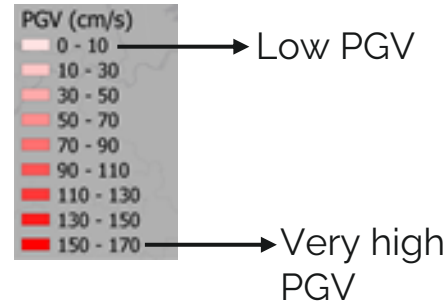 PGV (cm/s)
0 - 10
Low PGV
10 - 30
30 - 50
50 - 70
70 - 90
90 - 110
110 - 130
130 - 150
150 - 170
Very high
PGV